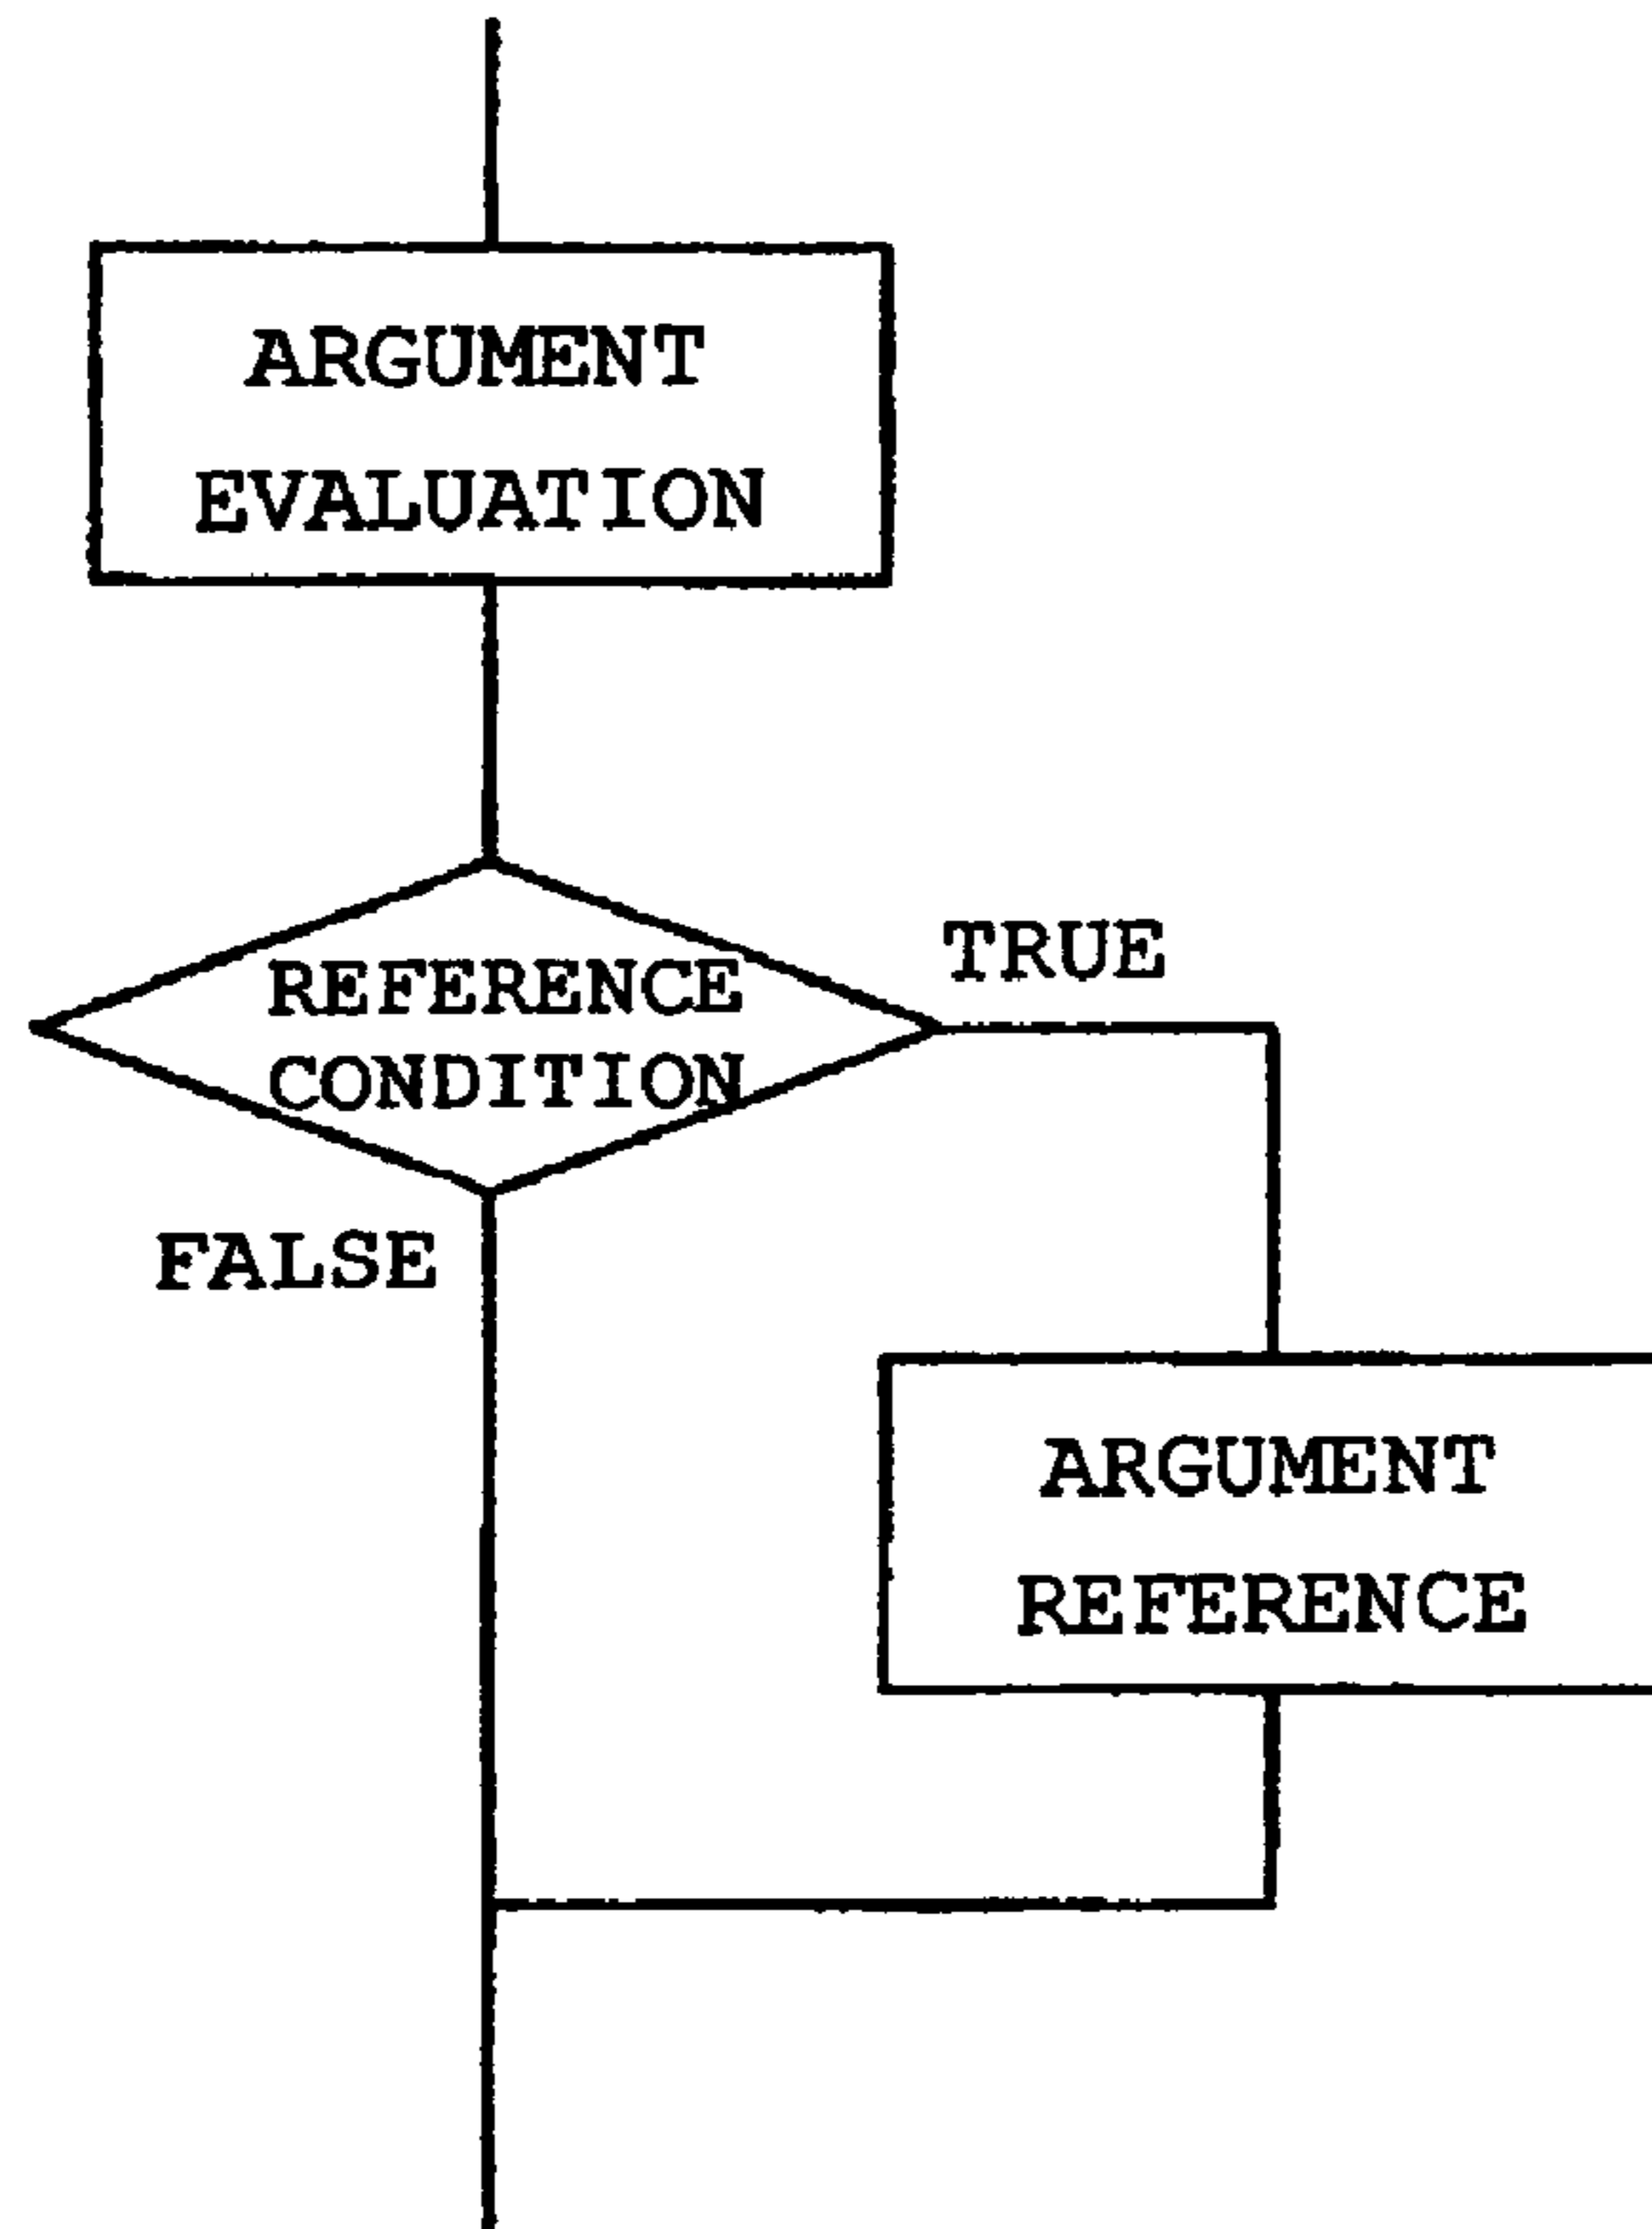 ARGUMENT
EVALUATION
REFERENCE
CONDITION
TRUE
FALSE
ARGUMENT
REFERENCE